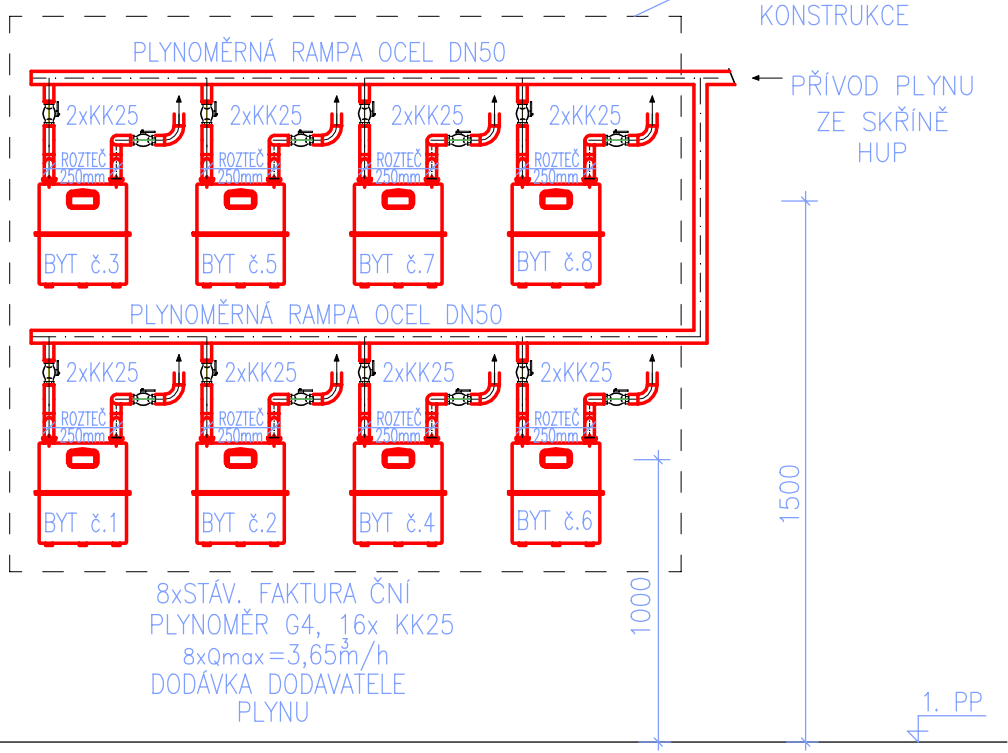 KONSTRUKCE
PLYNOMĚRNÁ RAMPA OCEL DN50
PŘÍVOD PLYNU
ZE SKŘÍNĚ
HUP
2xKK25 2xKK25 2xKK25 2xKK25
ROZTEČ ROZTEČ ROZTEČ ROZTEČ
250mm 250mm 250mm 250mm
BYT č.3 BYT č.5 BYT č.7 BYT č.8
PLYNOMĚRNÁ RAMPA OCEL DN50
2xKK25 2xKK25 2xKK25 2xKK25
ROZTEČ ROZTEČ ROZTEČ ROZTEČ
250mm 250mm 250mm 250mm
BYT č.1 BYT č.2 BYT č.4 BYT č.6
1500
1000
8xSTÁV. FAKTURA ČNÍ
PLYNOMĚR G4, 16x KK25
8xQmax=3,65m³/h
DODÁVKA DODAVATELE
PLYNU
1. PP